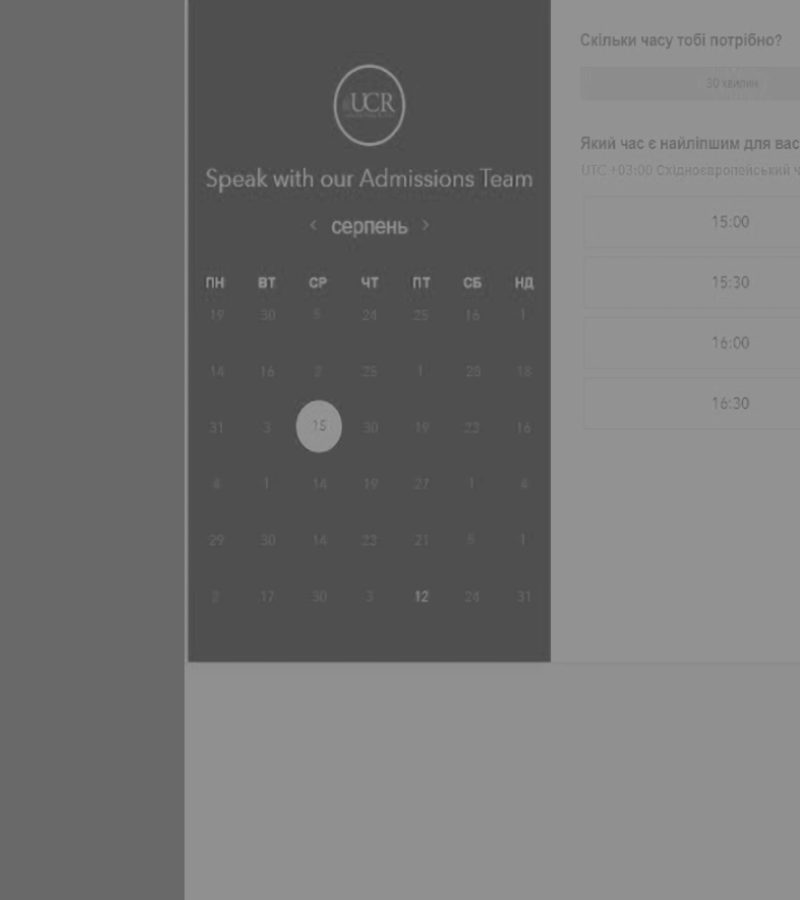 UCR
Speak with our Admissions Team
< серпень >
ПН ВТ СР ЧТ ПТ СБ НД
19 30 5 24 25 16 1
14 16 2 25 1 28 18
31 3 15 30 19 22 16
4 1 14 19 27 1 4
29 30 14 22 21 6 1
2 17 30 3 12 24 31
Скільки часу тобі потрібно?
30 хвилин
Який час є найліпшим для вас
UTC +03:00 Східноєвропейський ч
15:00
15:30
16:00
16:30